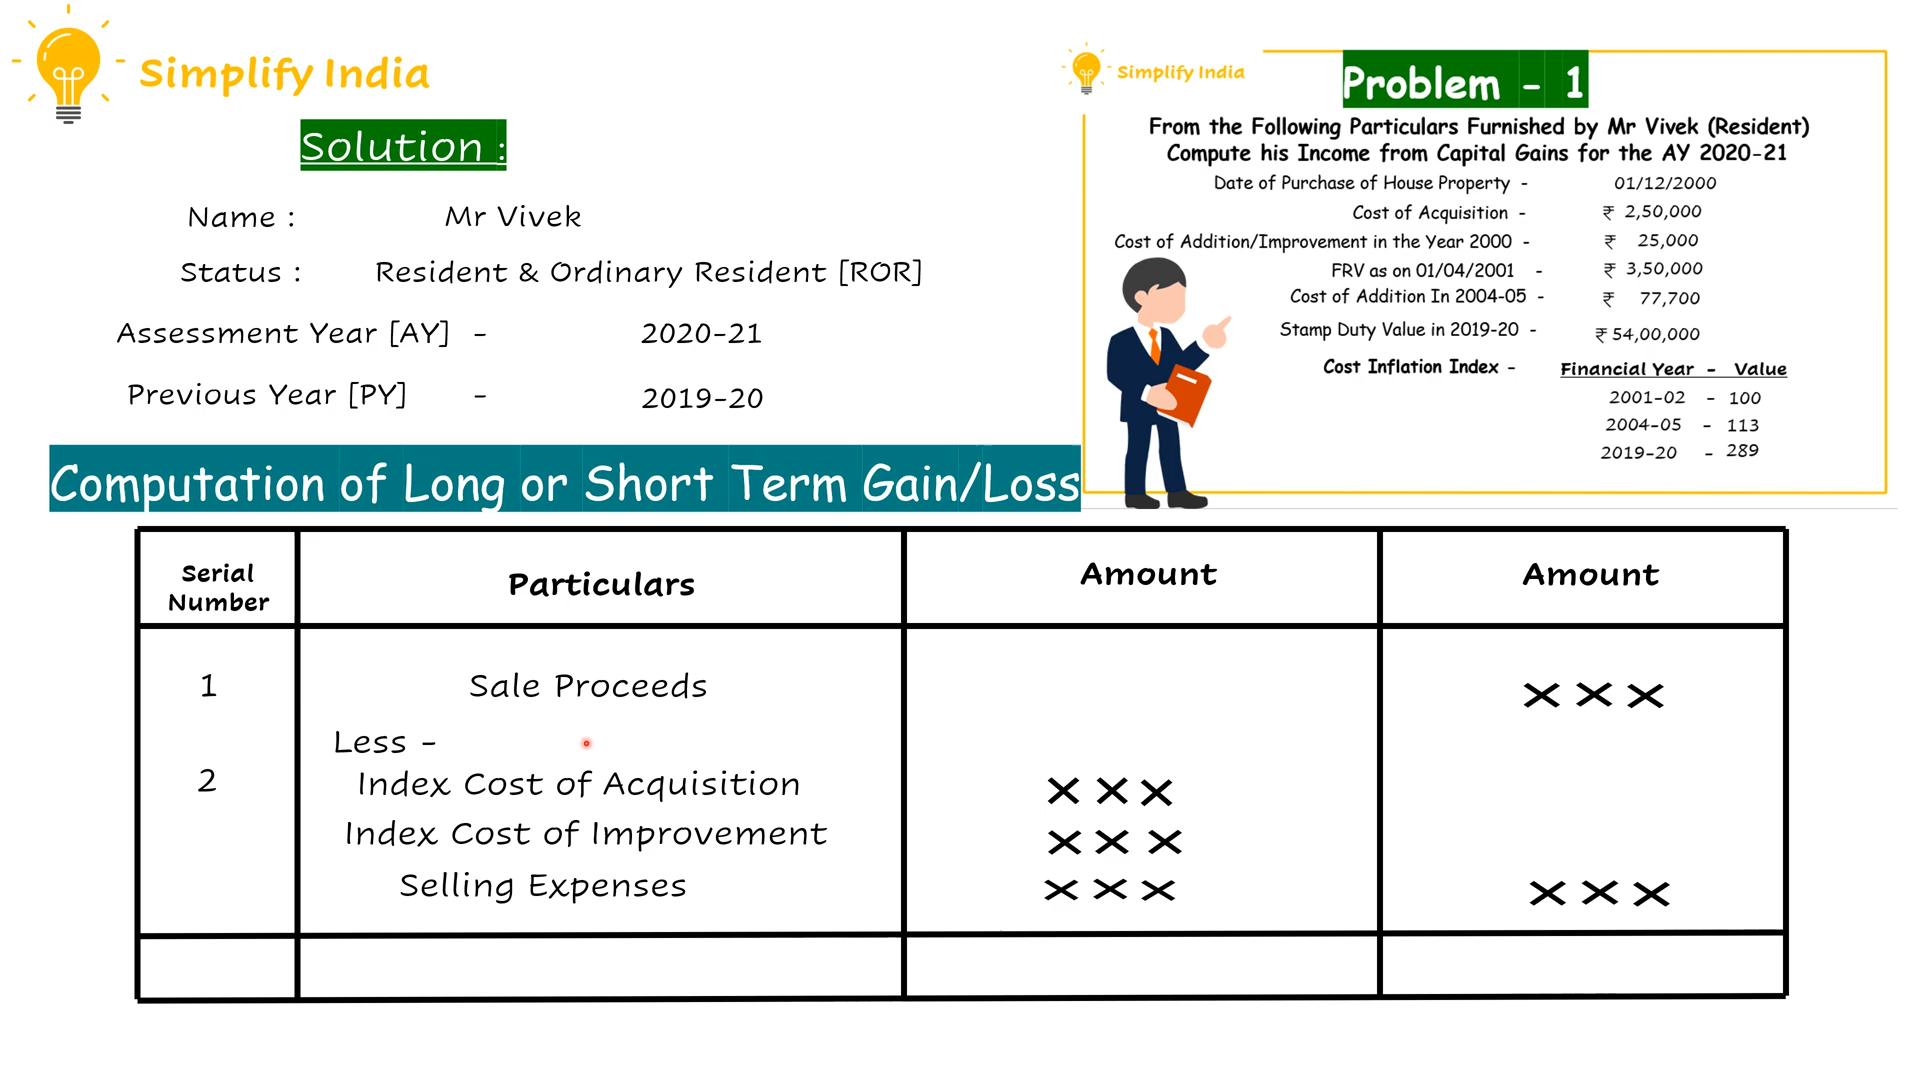 Simplify India
Solution :
Name : Mr Vivek
Status : Resident & Ordinary Resident [ROR]
Assessment Year [AY] - 2020-21
Previous Year [PY] - 2019-20
Simplify India
Problem - 1
From the Following Particulars Furnished by Mr Vivek (Resident)
Compute his Income from Capital Gains for the AY 2020-21
Date of Purchase of House Property - 01/12/2000
Cost of Acquisition - ₹ 2,50,000
Cost of Addition/Improvement in the Year 2000 - ₹ 25,000
FRV as on 01/04/2001 - ₹ 3,50,000
Cost of Addition In 2004-05 - ₹ 77,700
Stamp Duty Value in 2019-20 - ₹ 54,00,000
Cost Inflation Index - Financial Year - Value
2001-02 - 100
2004-05 - 113
2019-20 - 289
Computation of Long or Short Term Gain/Loss
Serial Number Particulars Amount Amount
1 Sale Proceeds ×××
Less -
2 Index Cost of Acquisition ×××
Index Cost of Improvement ×××
Selling Expenses ××× ×××